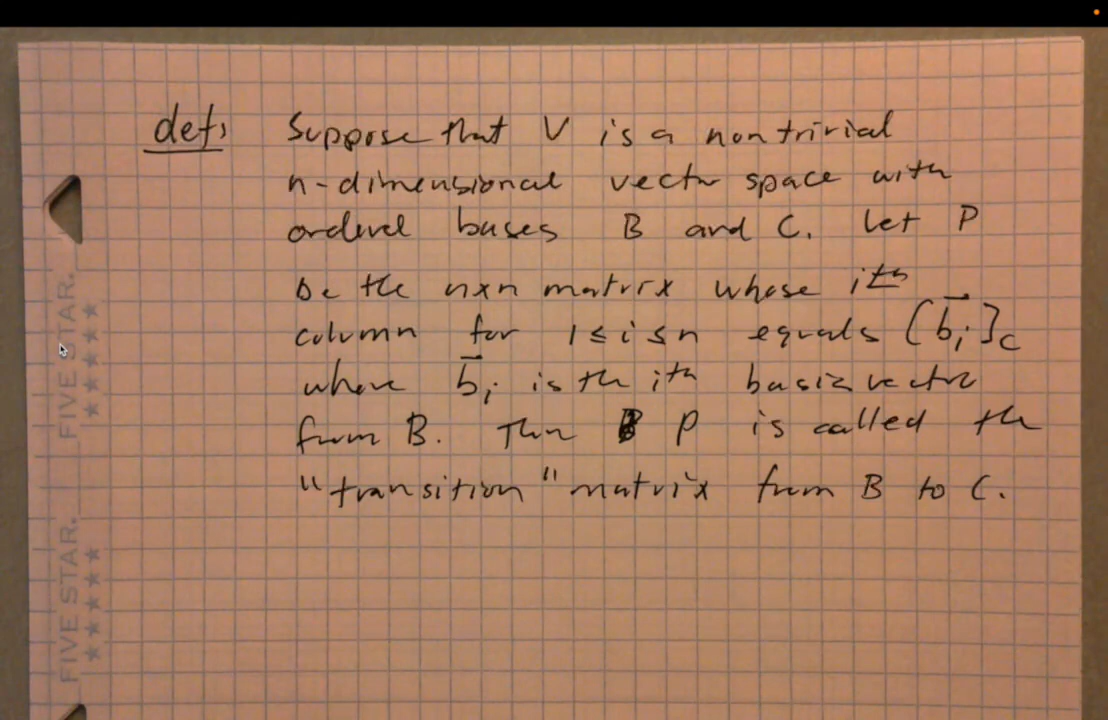 def: Suppose that V is a nontrivial
n-dimensional vector space with
ordered bases B and C. Let P
be the nxn matrix whose ith
column for 1 ≤ i ≤ n equals [b⃗ᵢ]_C
where b⃗ᵢ is the ith basis vector
from B. Then P is called the
"transition" matrix from B to C.
FIVE STAR.
FIVE STAR.